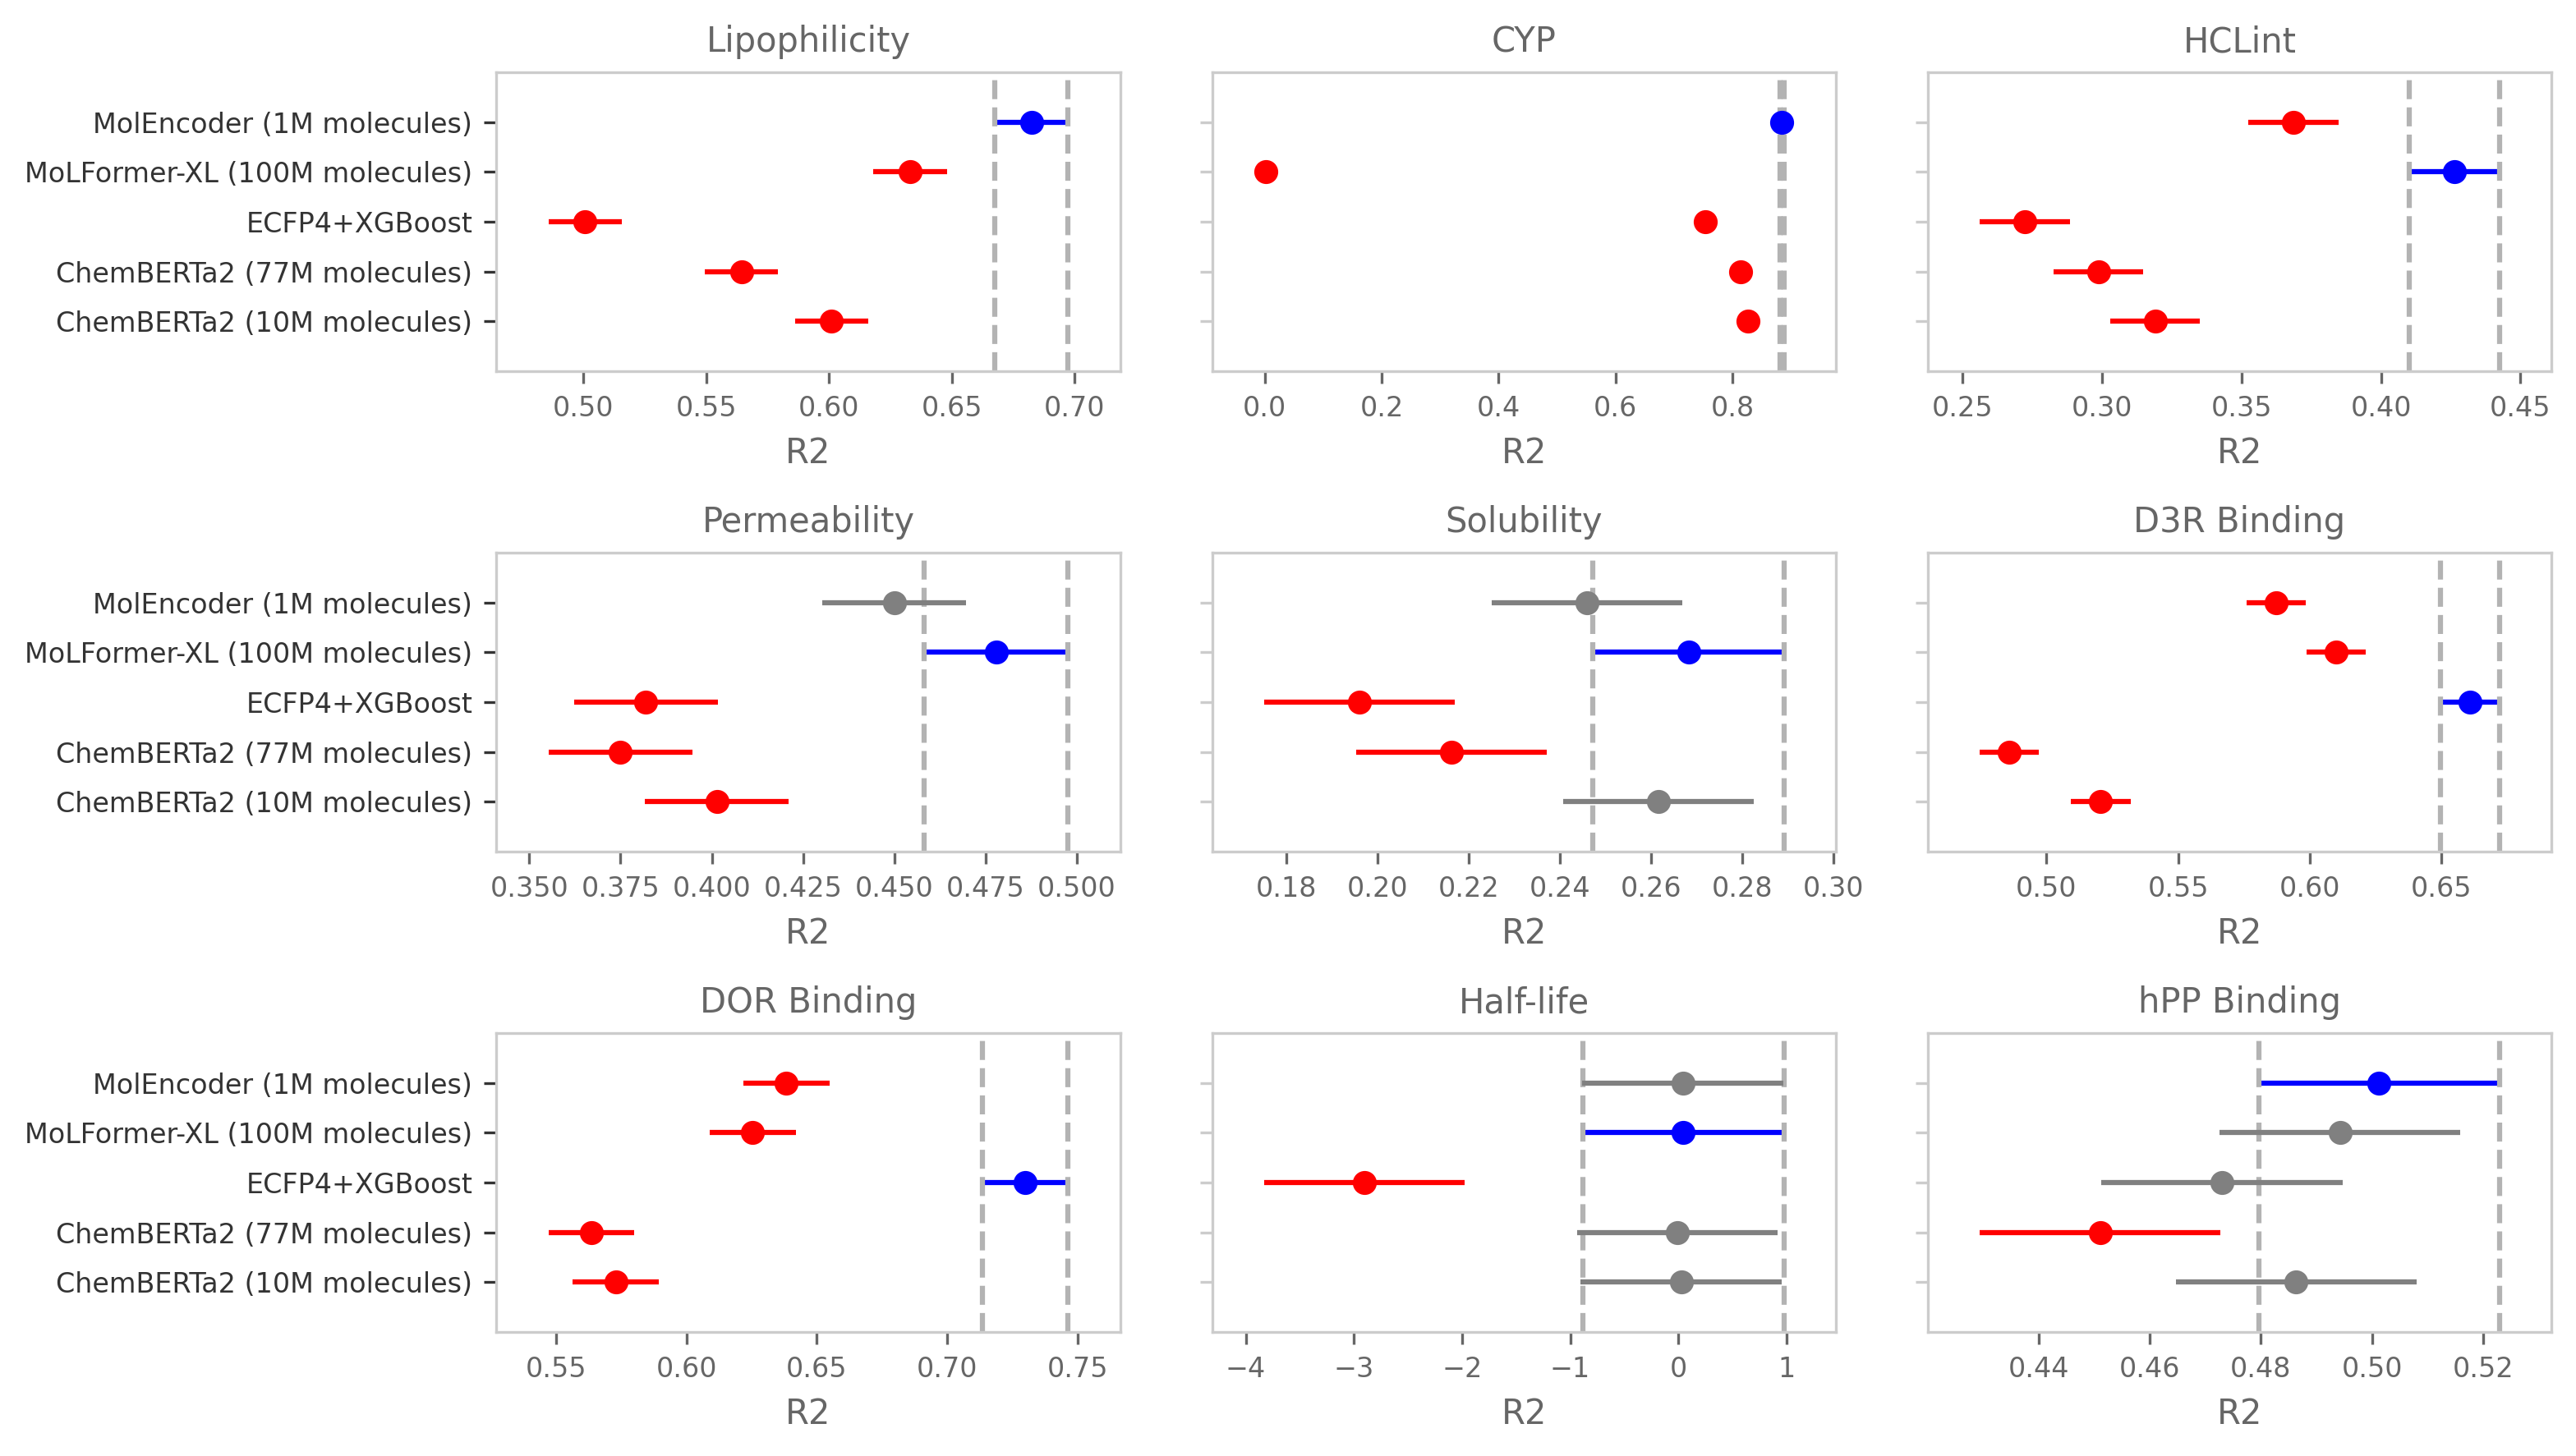 Lipophilicity
CYP
HCLint
MolEncoder (1M molecules)
MoLFormer-XL (100M molecules)
ECFP4+XGBoost
ChemBERTa2 (77M molecules)
ChemBERTa2 (10M molecules)
0.50 0.55 0.60 0.65 0.70
0.0 0.2 0.4 0.6 0.8
0.25 0.30 0.35 0.40 0.45
R2
R2
R2
Permeability
Solubility
D3R Binding
MolEncoder (1M molecules)
MoLFormer-XL (100M molecules)
ECFP4+XGBoost
ChemBERTa2 (77M molecules)
ChemBERTa2 (10M molecules)
0.350 0.375 0.400 0.425 0.450 0.475 0.500
0.18 0.20 0.22 0.24 0.26 0.28 0.30
0.50 0.55 0.60 0.65
R2
R2
R2
DOR Binding
Half-life
hPP Binding
MolEncoder (1M molecules)
MoLFormer-XL (100M molecules)
ECFP4+XGBoost
ChemBERTa2 (77M molecules)
ChemBERTa2 (10M molecules)
0.55 0.60 0.65 0.70 0.75
−4 −3 −2 −1 0 1
0.44 0.46 0.48 0.50 0.52
R2
R2
R2